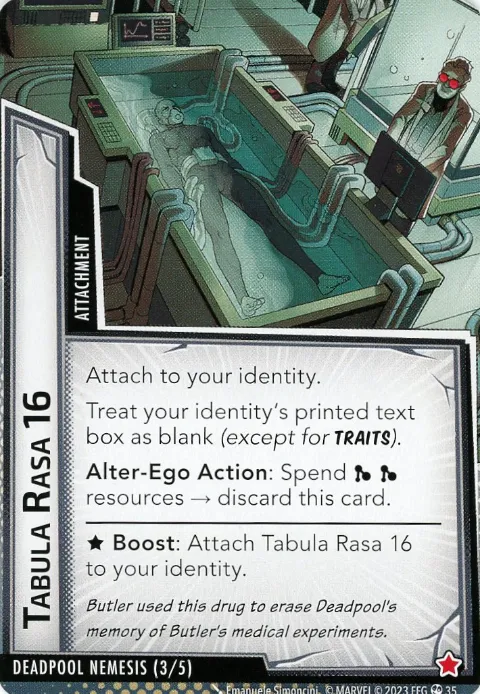 ATTACHMENT
TABULA RASA 16
Attach to your identity.
Treat your identity's printed text
box as blank (except for TRAITS).
Alter-Ego Action: Spend
resources → discard this card.
★ Boost: Attach Tabula Rasa 16
to your identity.
Butler used this drug to erase Deadpool's
memory of Butler's medical experiments.
DEADPOOL NEMESIS (3/5)
Emanuele Simoncini. © MARVEL © 2023 FFG 35